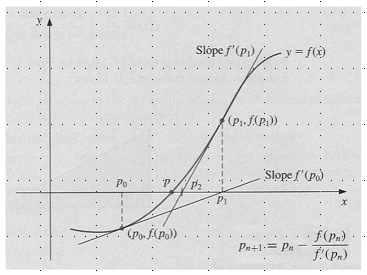 y
Slope f'(p₁)
y = f(x)
(p₁, f(p₁))
p₀
p
p₂
Slope f'(p₀)
p₁
x
(p₀, f(p₀))
pₙ₊₁ = pₙ − f(pₙ) / f'(pₙ)